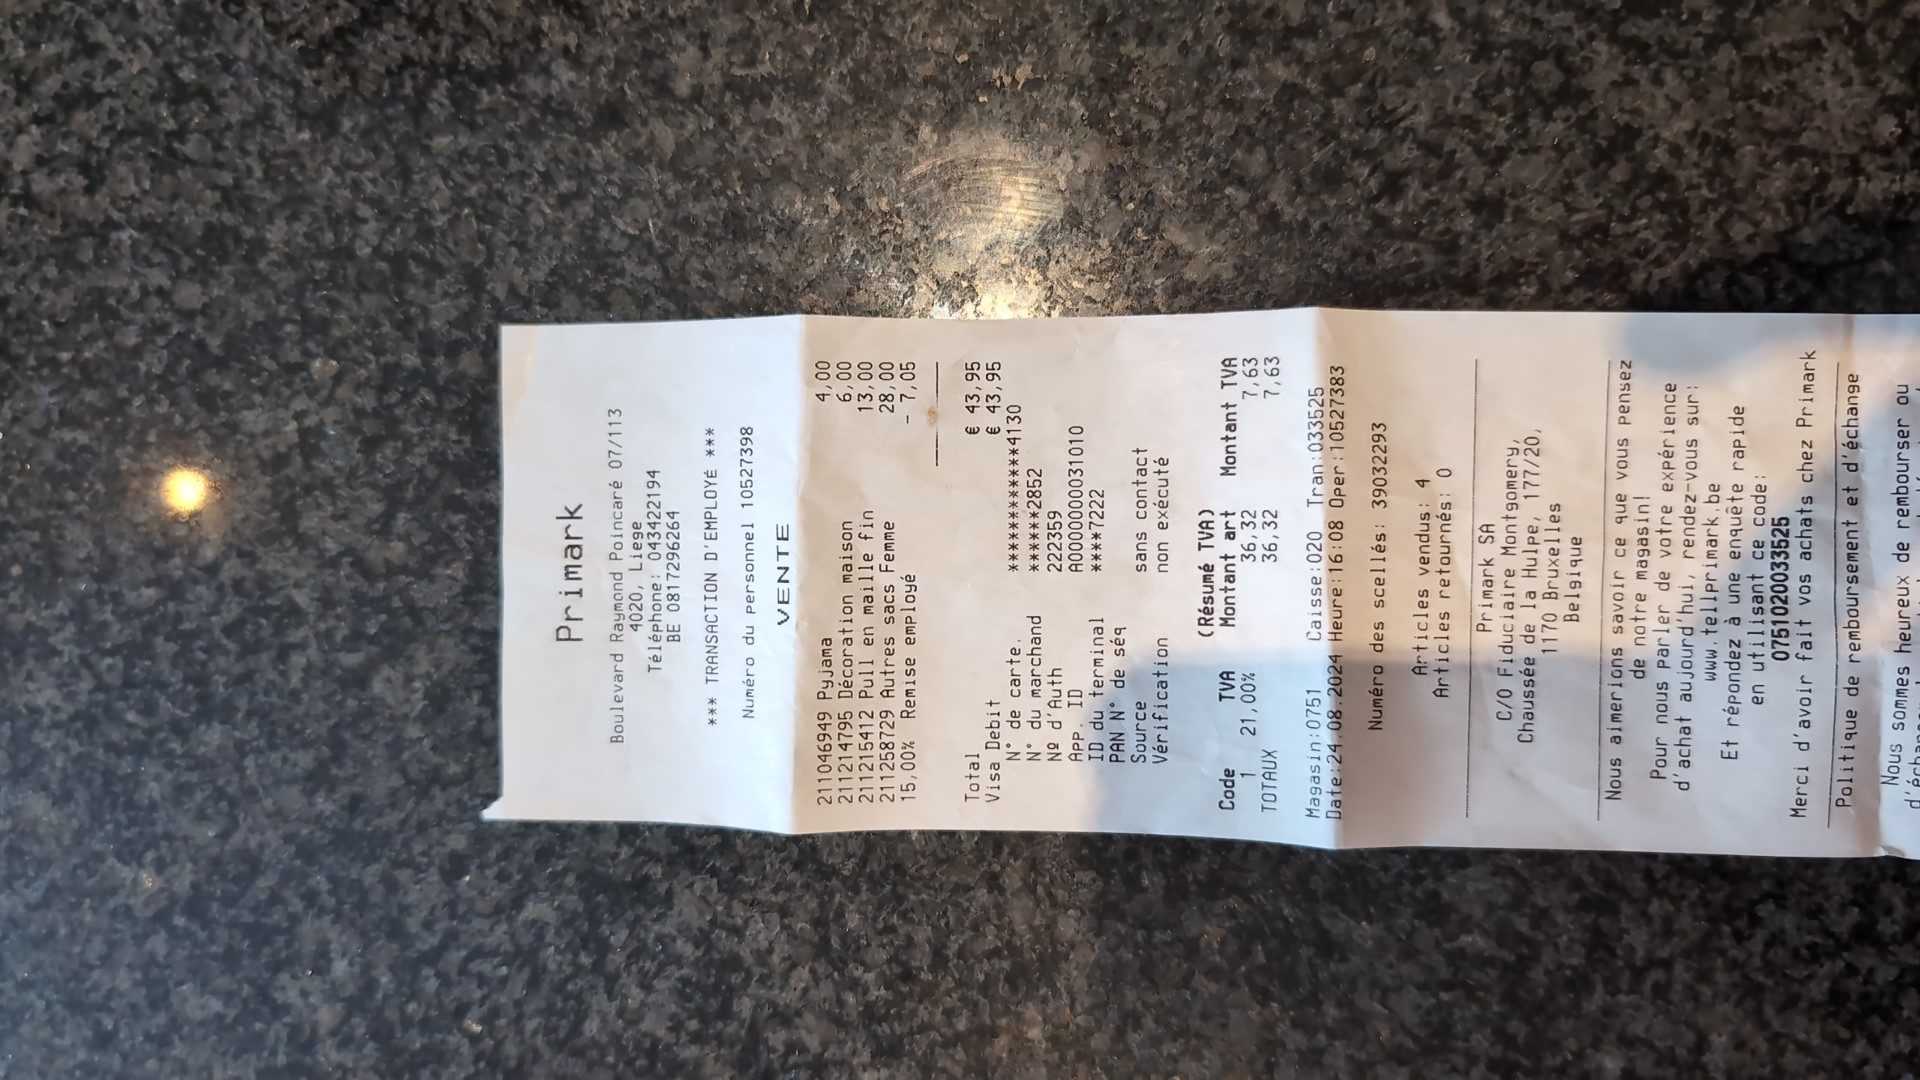 Primark
Boulevard Raymond Poincaré 07/113
4020, Liege
Téléphone: 043422194
BE 0817296264
*** TRANSACTION D'EMPLOYÉ ***
Numéro du personnel 10527398
VENTE
211046949 Pyjama 4,00
211214795 Décoration maison 6,00
211215412 Pull en maille fin 13,00
211258729 Autres sacs Femme 28,00
15,00% Remise employé - 7,05
Total € 43,95
Visa Debit € 43,95
N° de carte. ************4130
N° du marchand *****2852
Nº d'Auth 222359
APP. ID A0000000031010
ID du terminal ****7222
PAN N° de séq
Source sans contact
Vérification non exécuté
(Résumé TVA)
Code TVA Montant art Montant TVA
1 21,00% 36,32 7,63
TOTAUX 36,32 7,63
Magasin:0751 Caisse:020 Tran:033525
Date:24.08.2024 Heure:16:08 Oper:10527383
Numéro des scellés: 39032293
Articles vendus: 4
Articles retournés: 0
Primark SA
C/O Fiduciaire Montgomery,
Chaussée de la Hulpe, 177/20,
1170 Bruxelles
Belgique
Nous aimerions savoir ce que vous pensez
de notre magasin!
Pour nous parler de votre expérience
d'achat aujourd'hui, rendez-vous sur:
www.tellprimark.be
Et répondez à une enquête rapide
en utilisant ce code:
0751020033525
Merci d'avoir fait vos achats chez Primark
Politique de remboursement et d'échange
Nous sommes heureux de rembourser ou